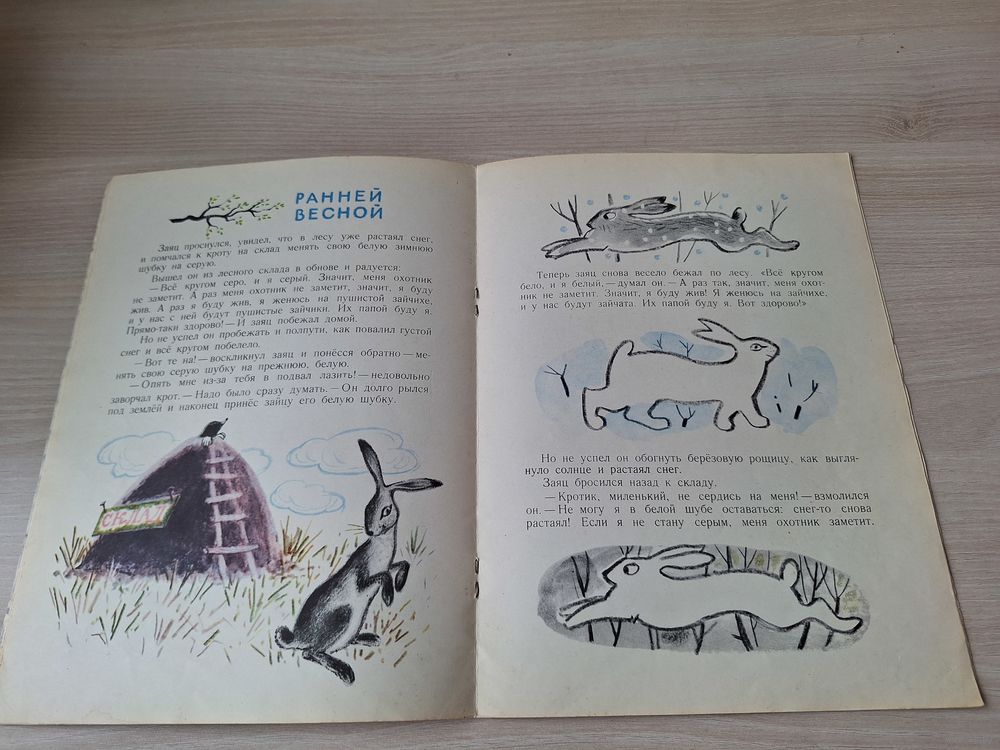 РАННЕЙ
ВЕСНОЙ
Заяц проснулся, увидел, что в лесу уже растаял снег,
и помчался к кроту на склад менять свою белую зимнюю
шубку на серую.
Вышел он из лесного склада в обнове и радуется:
— Всё кругом серо, и я серый. Значит, меня охотник
не заметит. А раз меня охотник не заметит, значит, я буду
жив. А раз я буду жив, я женюсь на пушистой зайчихе,
и у нас с ней будут пушистые зайчики. Их папой буду я.
Прямо-таки здорово! — И заяц побежал домой.
Но не успел он пробежать и полпути, как повалил густой
снег и всё кругом побелело.
— Вот те на! — воскликнул заяц и понёсся обратно — ме-
нять свою серую шубку на прежнюю, белую.
— Опять мне из-за тебя в подвал лазить! — недовольно
заворчал крот. — Надо было сразу думать. — Он долго рылся
под землёй и наконец принёс зайцу его белую шубку.
СКЛАД
Теперь заяц снова весело бежал по лесу. «Всё кругом
бело, и я белый, — думал он. — А раз так, значит, меня охот-
ник не заметит. Значит, я буду жив! Я женюсь на зайчихе,
и у нас будут зайчата. Их папой буду я. Вот здорово!»
Но не успел он обогнуть берёзовую рощицу, как выгля-
нуло солнце и растаял снег.
Заяц бросился назад к складу.
— Кротик, миленький, не сердись на меня! — взмолился
он. — Не могу я в белой шубе оставаться: снег-то снова
растаял! Если я не стану серым, меня охотник заметит.